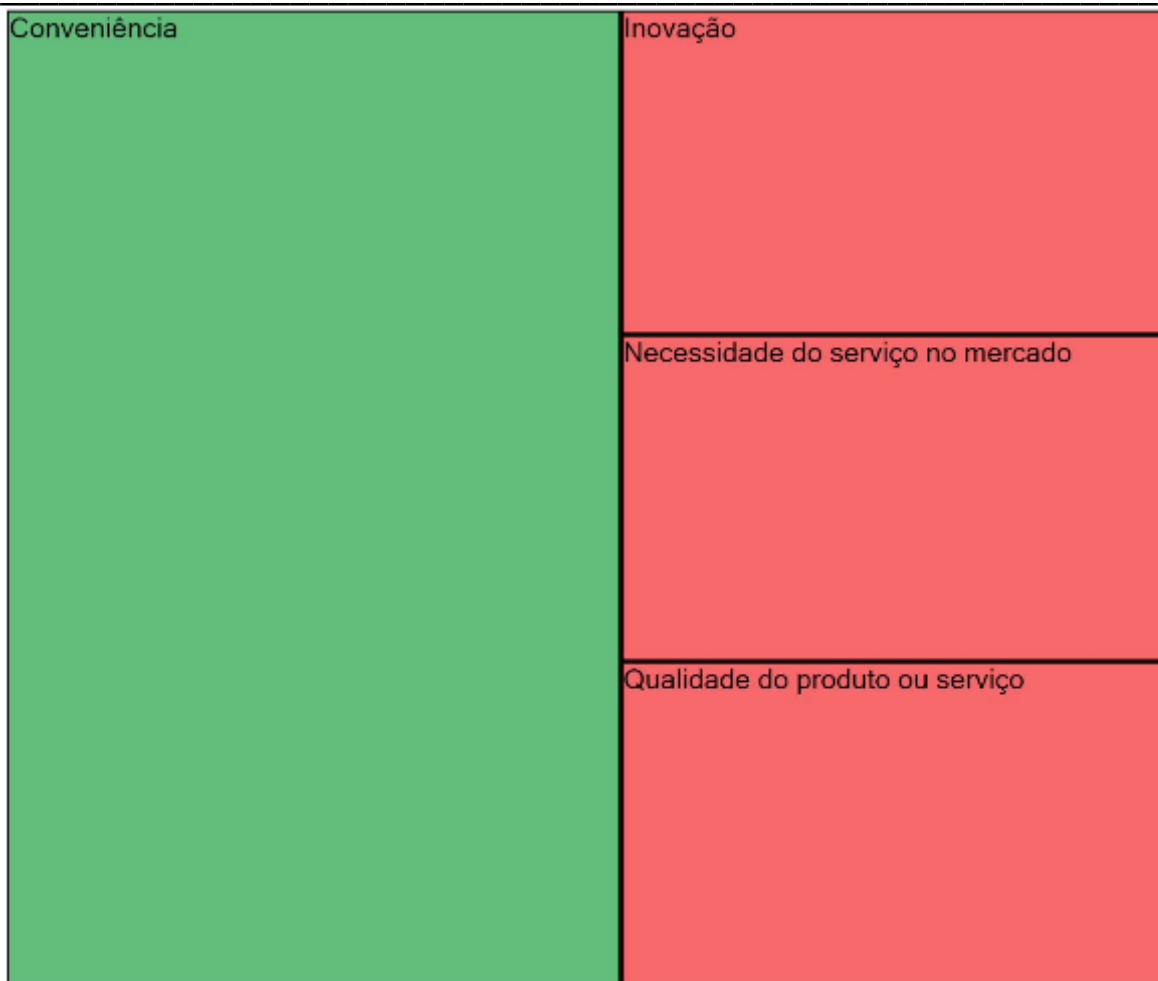 Conveniência
Inovação
Necessidade do serviço no mercado
Qualidade do produto ou serviço